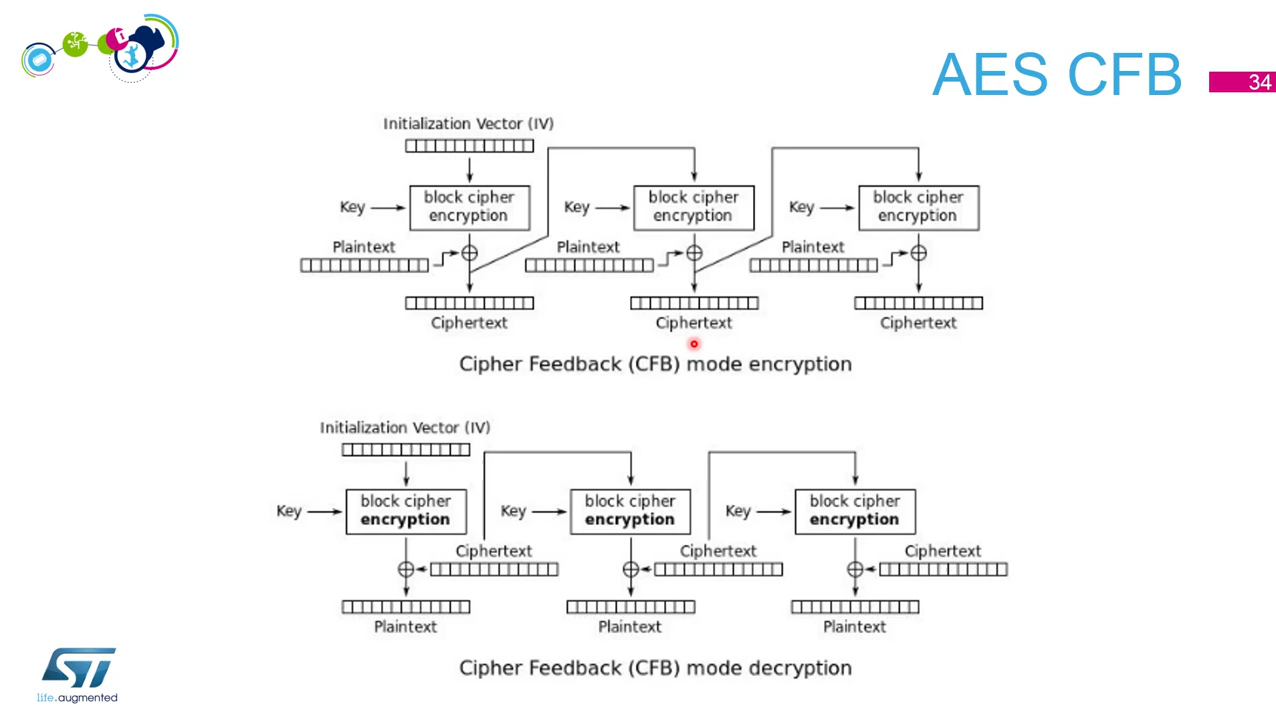 AES CFB
34
Initialization Vector (IV)
Key
block cipher
encryption
Key
block cipher
encryption
Key
block cipher
encryption
Plaintext
Plaintext
Plaintext
Ciphertext
Ciphertext
Ciphertext
Cipher Feedback (CFB) mode encryption
Initialization Vector (IV)
Key
block cipher
encryption
Key
block cipher
encryption
Key
block cipher
encryption
Ciphertext
Ciphertext
Ciphertext
Plaintext
Plaintext
Plaintext
Cipher Feedback (CFB) mode decryption
ST
life.augmented